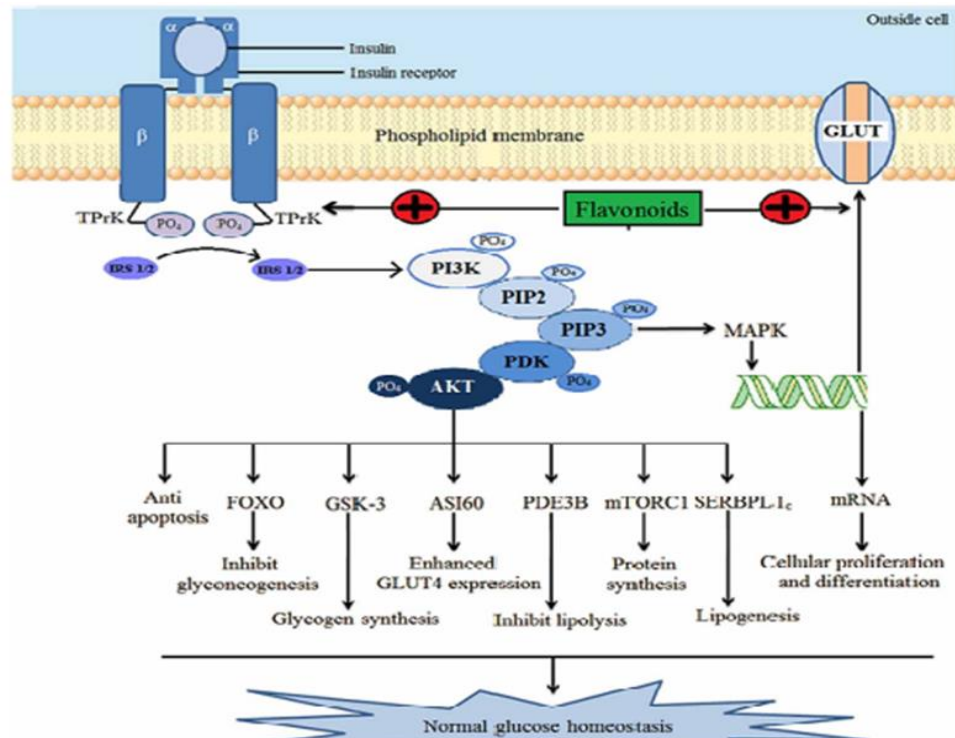 Outside cell
α α
Insulin
Insulin receptor
β β
Phospholipid membrane
GLUT
TPrK PO₄ PO₄ TPrK
Flavonoids
IRS 1/2 IRS 1/2
PO₄
PI3K
PO₄
PIP2
PO₄
PIP3
MAPK
PDK
PO₄
PO₄ AKT
Anti
apoptosis
FOXO
GSK-3
ASI60
PDE3B
mTORC1
SERBPL1c
mRNA
Inhibit
glyconcogenesis
Glycogen synthesis
Enhanced
GLUT4 expression
Inhibit lipolysis
Protein
synthesis
Lipogenesis
Cellular proliferation
and differentiation
Normal glucose homeostasis